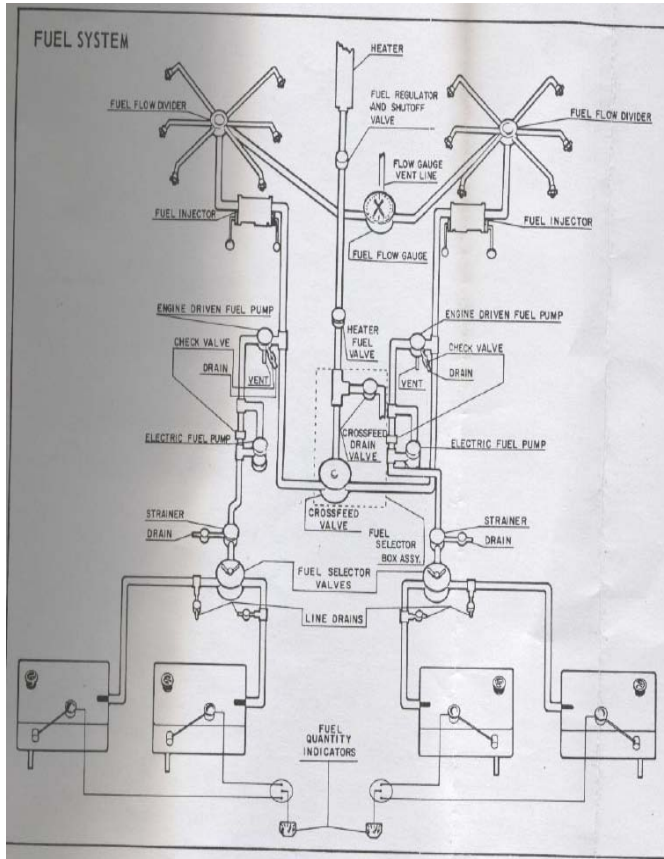 FUEL SYSTEM
HEATER
FUEL FLOW DIVIDER
FUEL REGULATOR
AND SHUTOFF
VALVE
FUEL FLOW DIVIDER
FLOW GAUGE
VENT LINE
FUEL INJECTOR
FUEL INJECTOR
FUEL FLOW GAUGE
ENGINE DRIVEN FUEL PUMP
ENGINE DRIVEN FUEL PUMP
HEATER
FUEL
VALVE
CHECK VALVE
CHECK VALVE
DRAIN
VENT
VENT
DRAIN
ELECTRIC FUEL PUMP
CROSSFEED
DRAIN
VALVE
ELECTRIC FUEL PUMP
STRAINER
DRAIN
CROSSFEED
VALVE
FUEL
SELECTOR
BOX ASSY.
STRAINER
DRAIN
FUEL SELECTOR
VALVES
LINE DRAINS
FUEL
QUANTITY
INDICATORS